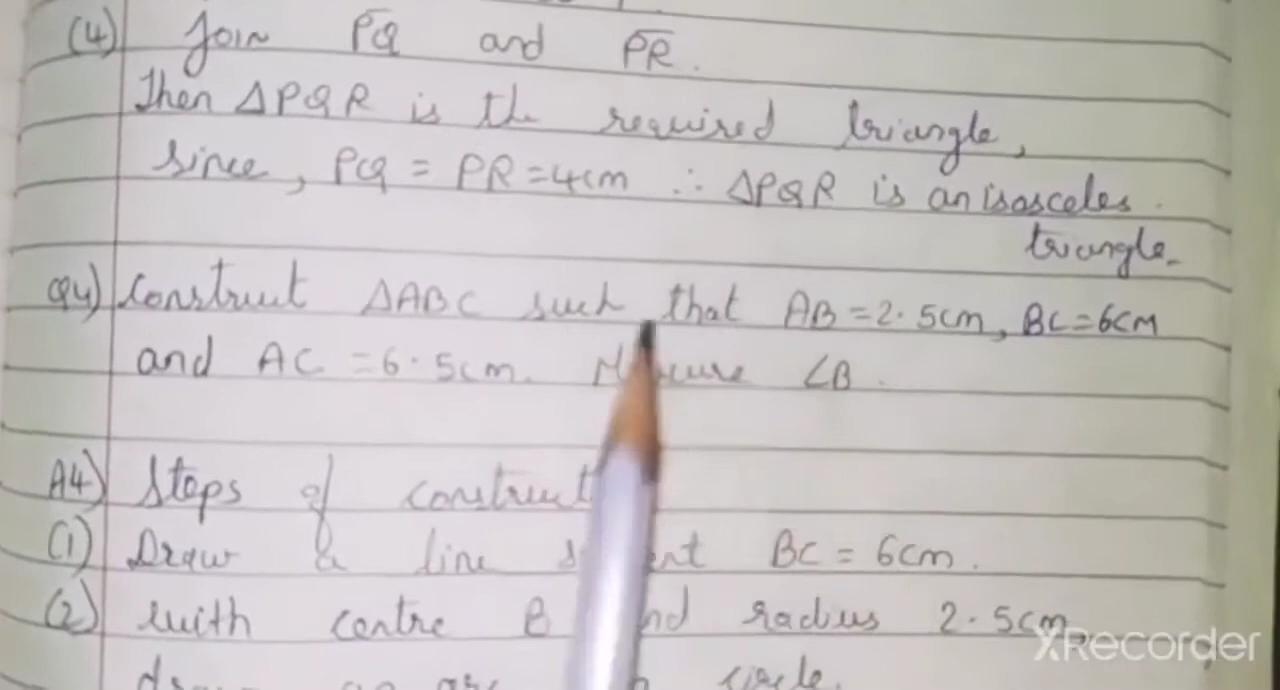 (4) Join PQ and PR.
Then ΔPQR is the required triangle,
since, PQ = PR = 4cm ∴ ΔPQR is an isosceles.
triangle.
Q4) Construct ΔABC such that AB = 2.5cm, BC = 6cm
and AC = 6.5cm. ∠B.
A4) Steps of
(1) Draw a line BC = 6cm.
(2) with centre B radius 2.5cm,
circle.
XRecorder